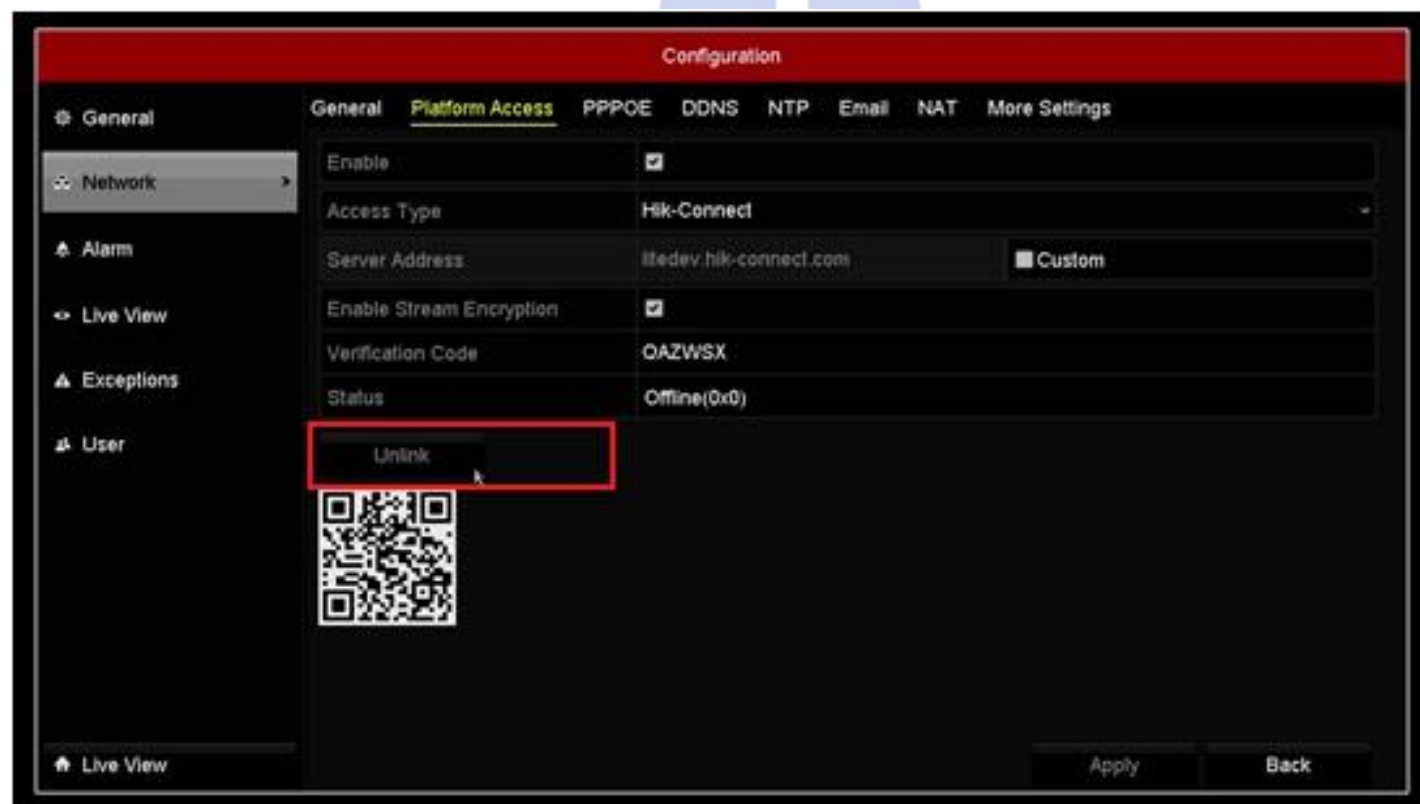 Configuration
General
Network
Alarm
Live View
Exceptions
User
Live View
General Platform Access PPPOE DDNS NTP Email NAT More Settings
Enable
Access Type Hik-Connect
Server Address litedev.hik-connect.com Custom
Enable Stream Encryption
Verification Code QAZWSX
Status Offline(0x0)
Unlink
Apply Back